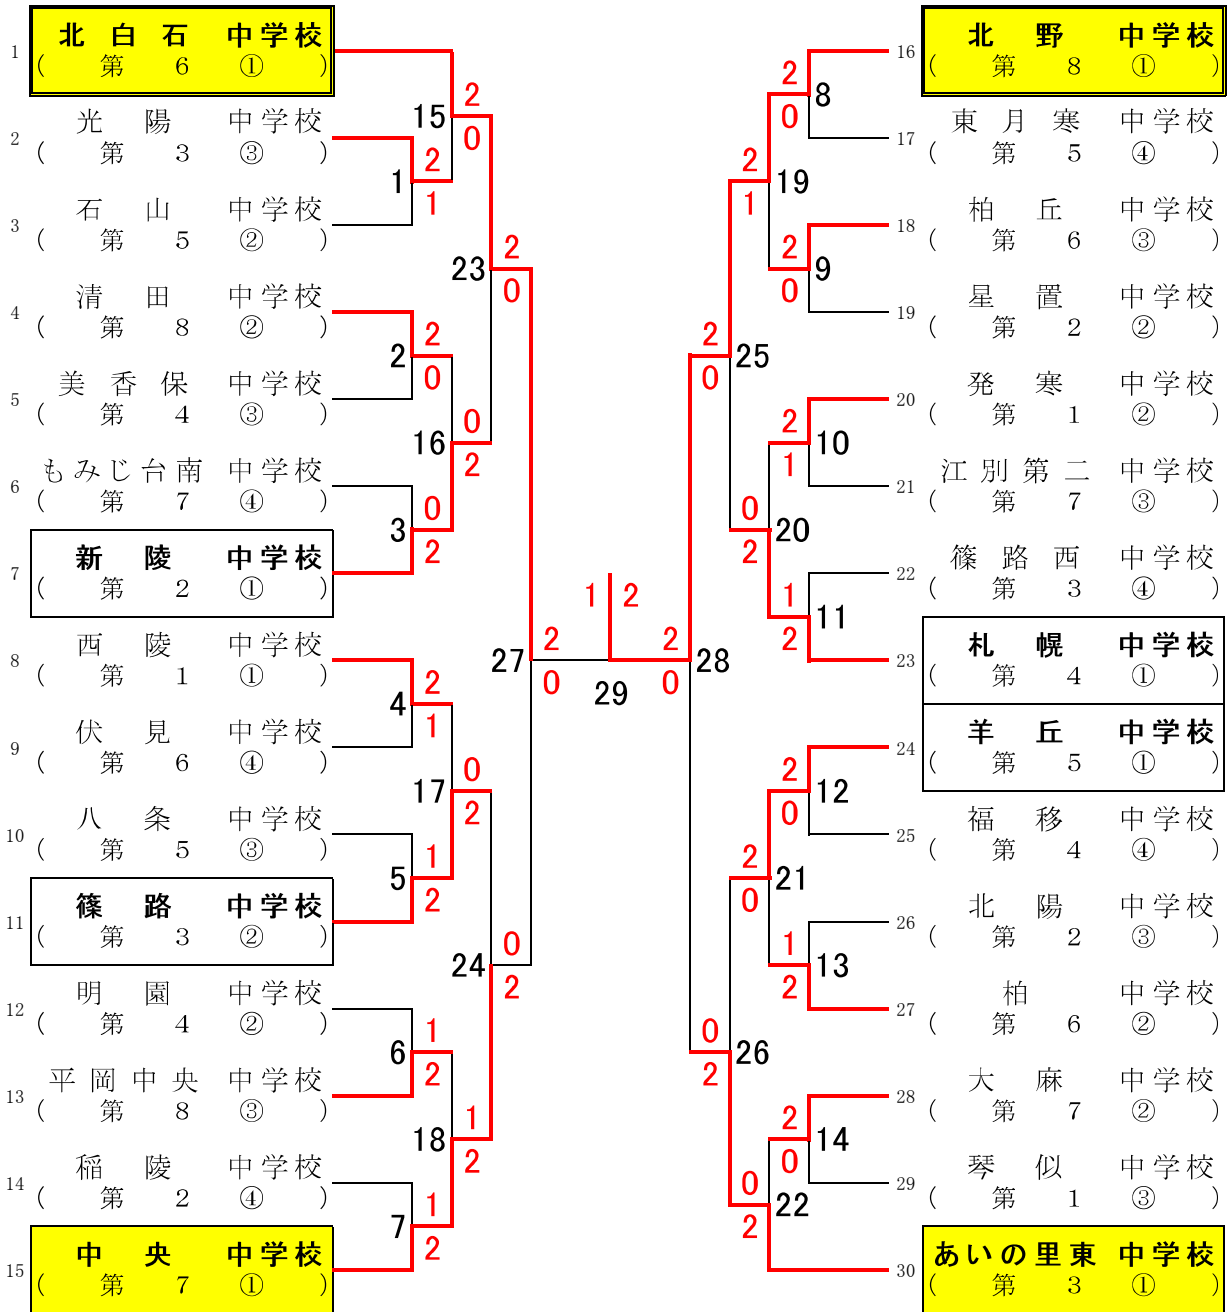 1 北白石 中学校
( 第 6 ① )
2 光陽 中学校
( 第 3 ③ )
3 石山 中学校
( 第 5 ② )
4 清田 中学校
( 第 8 ② )
5 美香保 中学校
( 第 4 ③ )
6 もみじ台南 中学校
( 第 7 ④ )
7 新陵 中学校
( 第 2 ① )
8 西陵 中学校
( 第 1 ① )
9 伏見 中学校
( 第 6 ④ )
10 八条 中学校
( 第 5 ③ )
11 篠路 中学校
( 第 3 ② )
12 明園 中学校
( 第 4 ② )
13 平岡中央 中学校
( 第 8 ③ )
14 稲陵 中学校
( 第 2 ④ )
15 中央 中学校
( 第 7 ① )
1 2 1
2 2 0
3 0 2
4 2 1
5 1 2
6 1 2
7 1 2
15 2 0
16 0 2
17 0 2
18 1 2
23 2 0
24 0 2
27 2 0
29 1 2
28 2 0
25 2 0
26 0 2
19 2 1
20 0 2
21 2 0
22 0 2
8 2 0
9 2 0
10 2 1
11 1 2
12 2 0
13 1 2
14 2 0
16 北野 中学校
( 第 8 ① )
17 東月寒 中学校
( 第 5 ④ )
18 柏丘 中学校
( 第 6 ③ )
19 星置 中学校
( 第 2 ② )
20 発寒 中学校
( 第 1 ② )
21 江別第二 中学校
( 第 7 ③ )
22 篠路西 中学校
( 第 3 ④ )
23 札幌 中学校
( 第 4 ① )
24 羊丘 中学校
( 第 5 ① )
25 福移 中学校
( 第 4 ④ )
26 北陽 中学校
( 第 2 ③ )
27 柏 中学校
( 第 6 ② )
28 大麻 中学校
( 第 7 ② )
29 琴似 中学校
( 第 1 ③ )
30 あいの里東 中学校
( 第 3 ① )